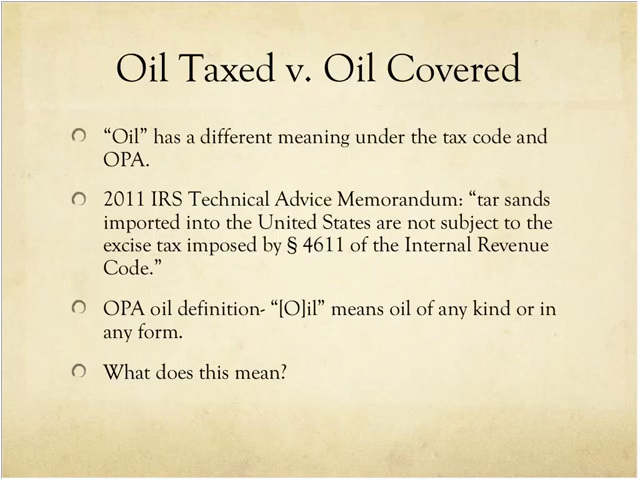 Oil Taxed v. Oil Covered
“Oil” has a different meaning under the tax code and
OPA.
2011 IRS Technical Advice Memorandum: “tar sands
imported into the United States are not subject to the
excise tax imposed by § 4611 of the Internal Revenue
Code.”
OPA oil definition- “[O]il” means oil of any kind or in
any form.
What does this mean?